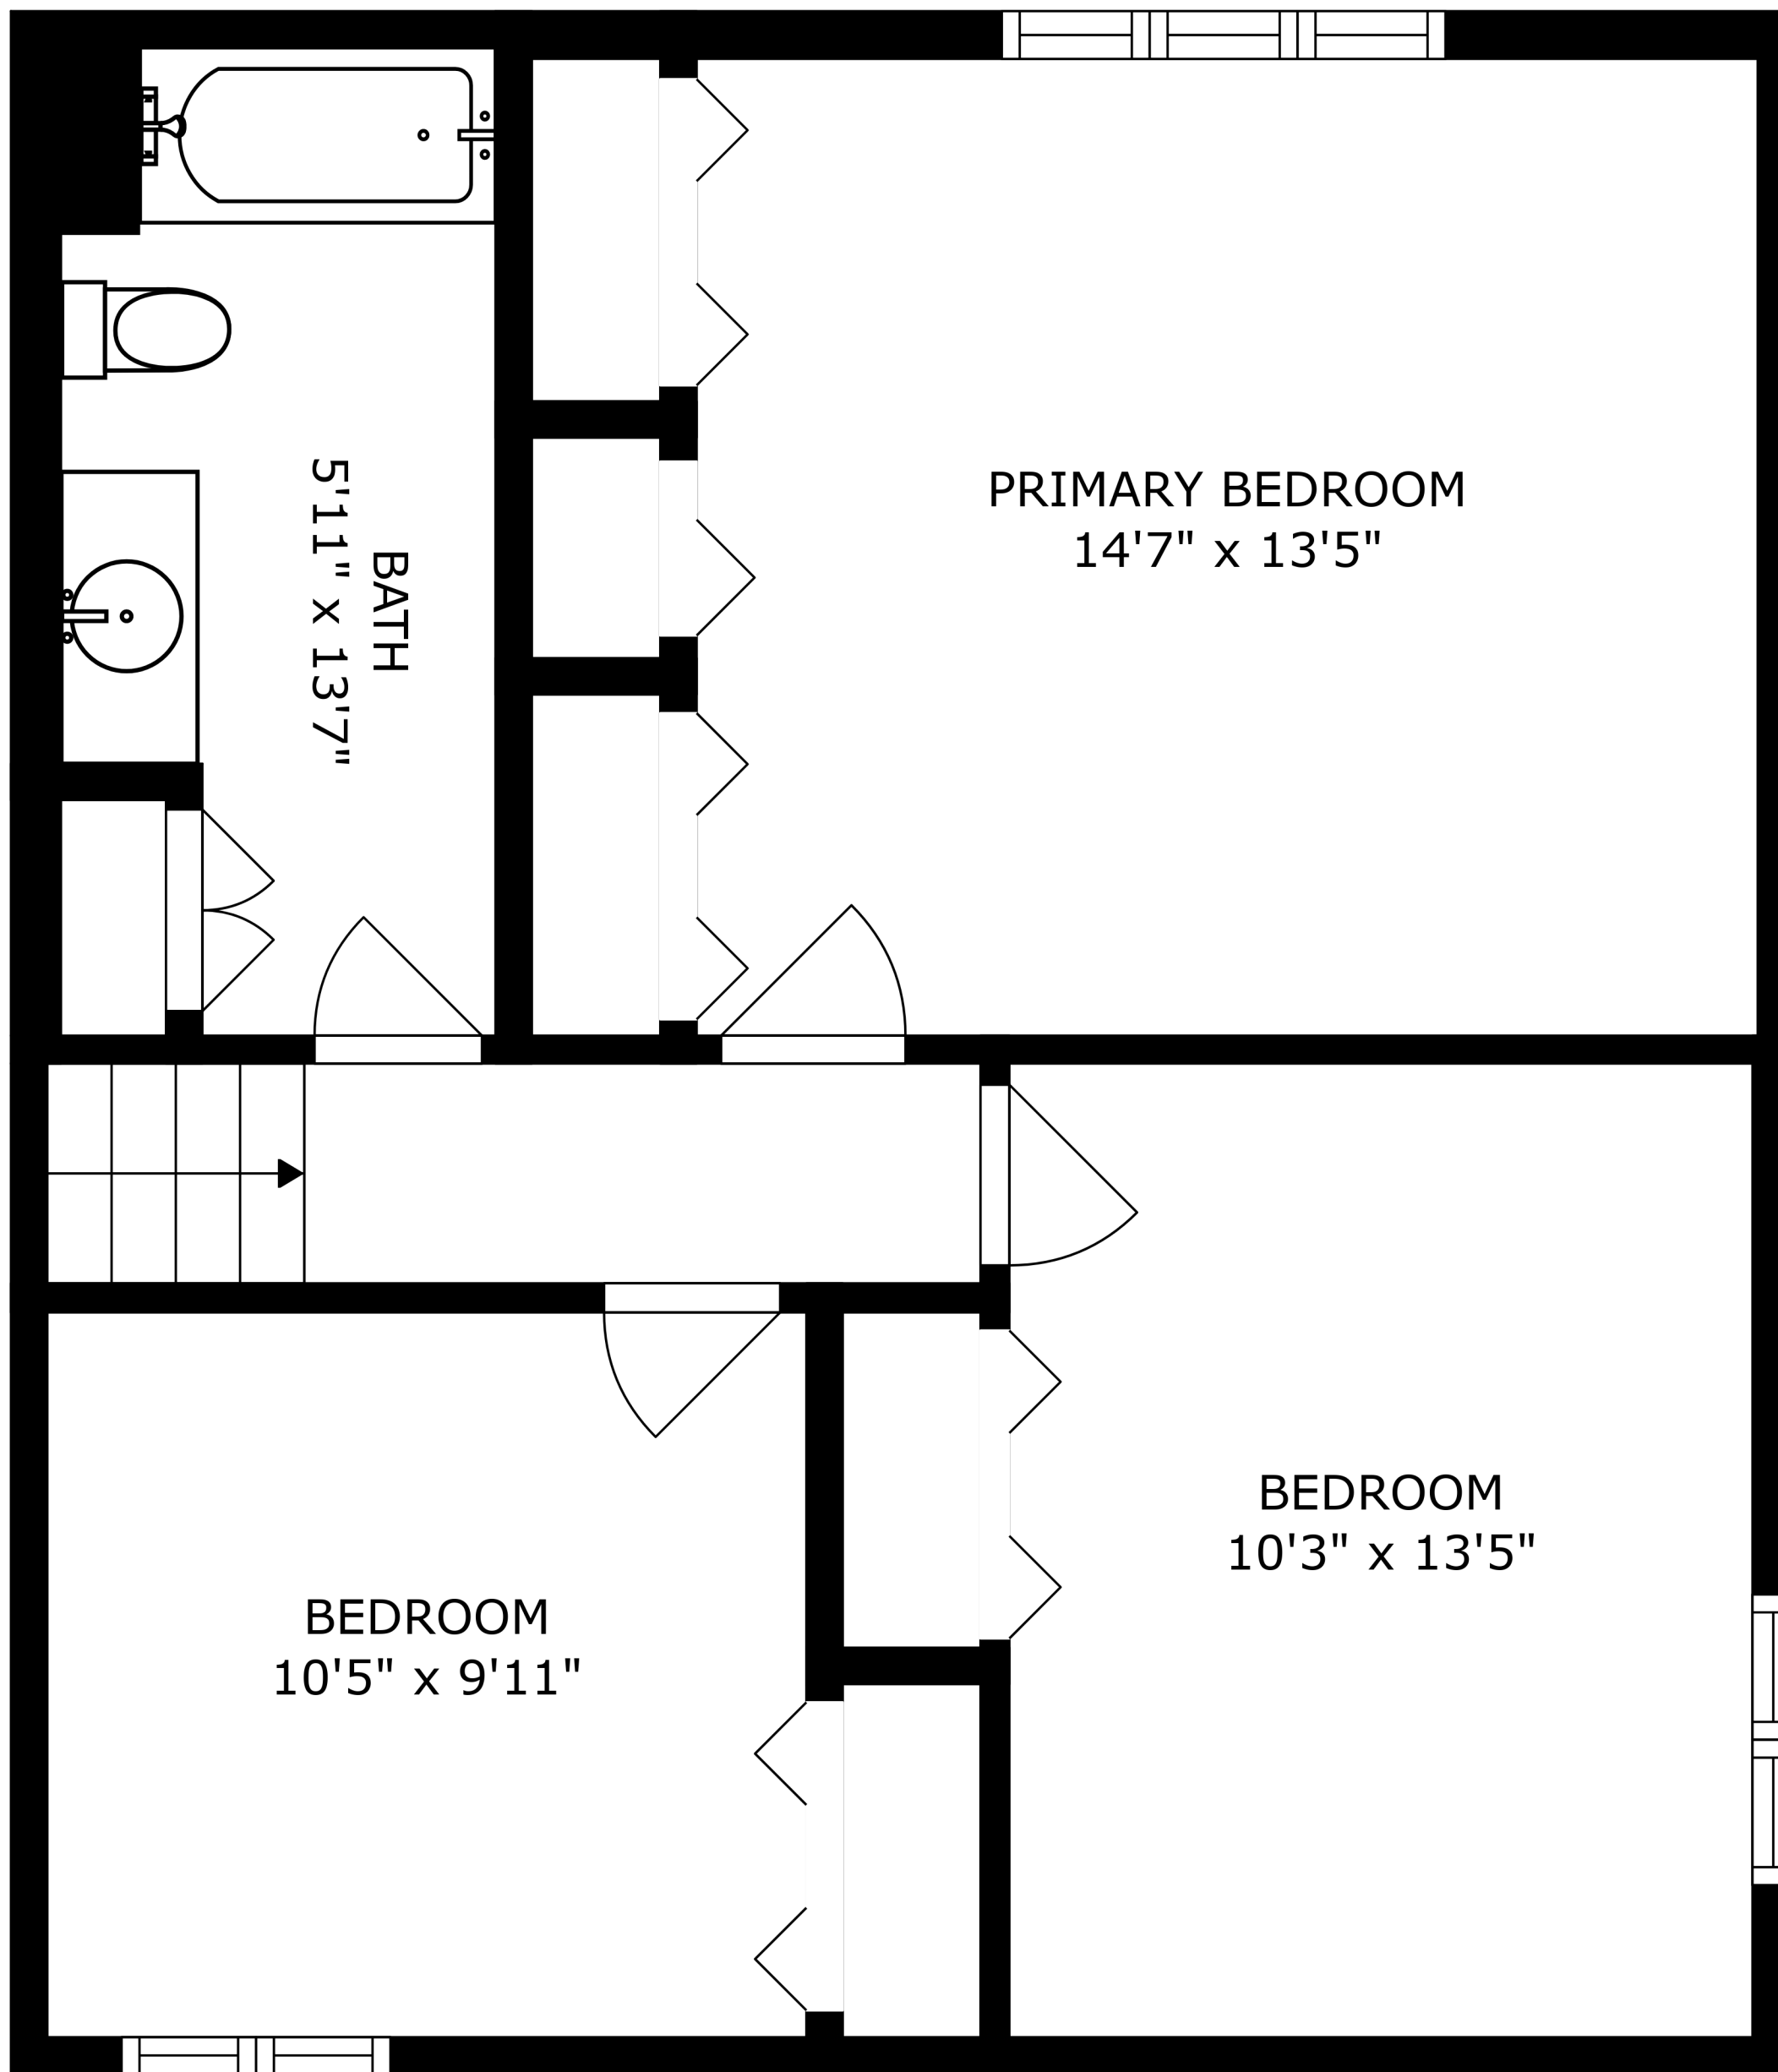 PRIMARY BEDROOM
14'7" x 13'5"
BATH
5'11" x 13'7"
BEDROOM
10'3" x 13'5"
BEDROOM
10'5" x 9'11"